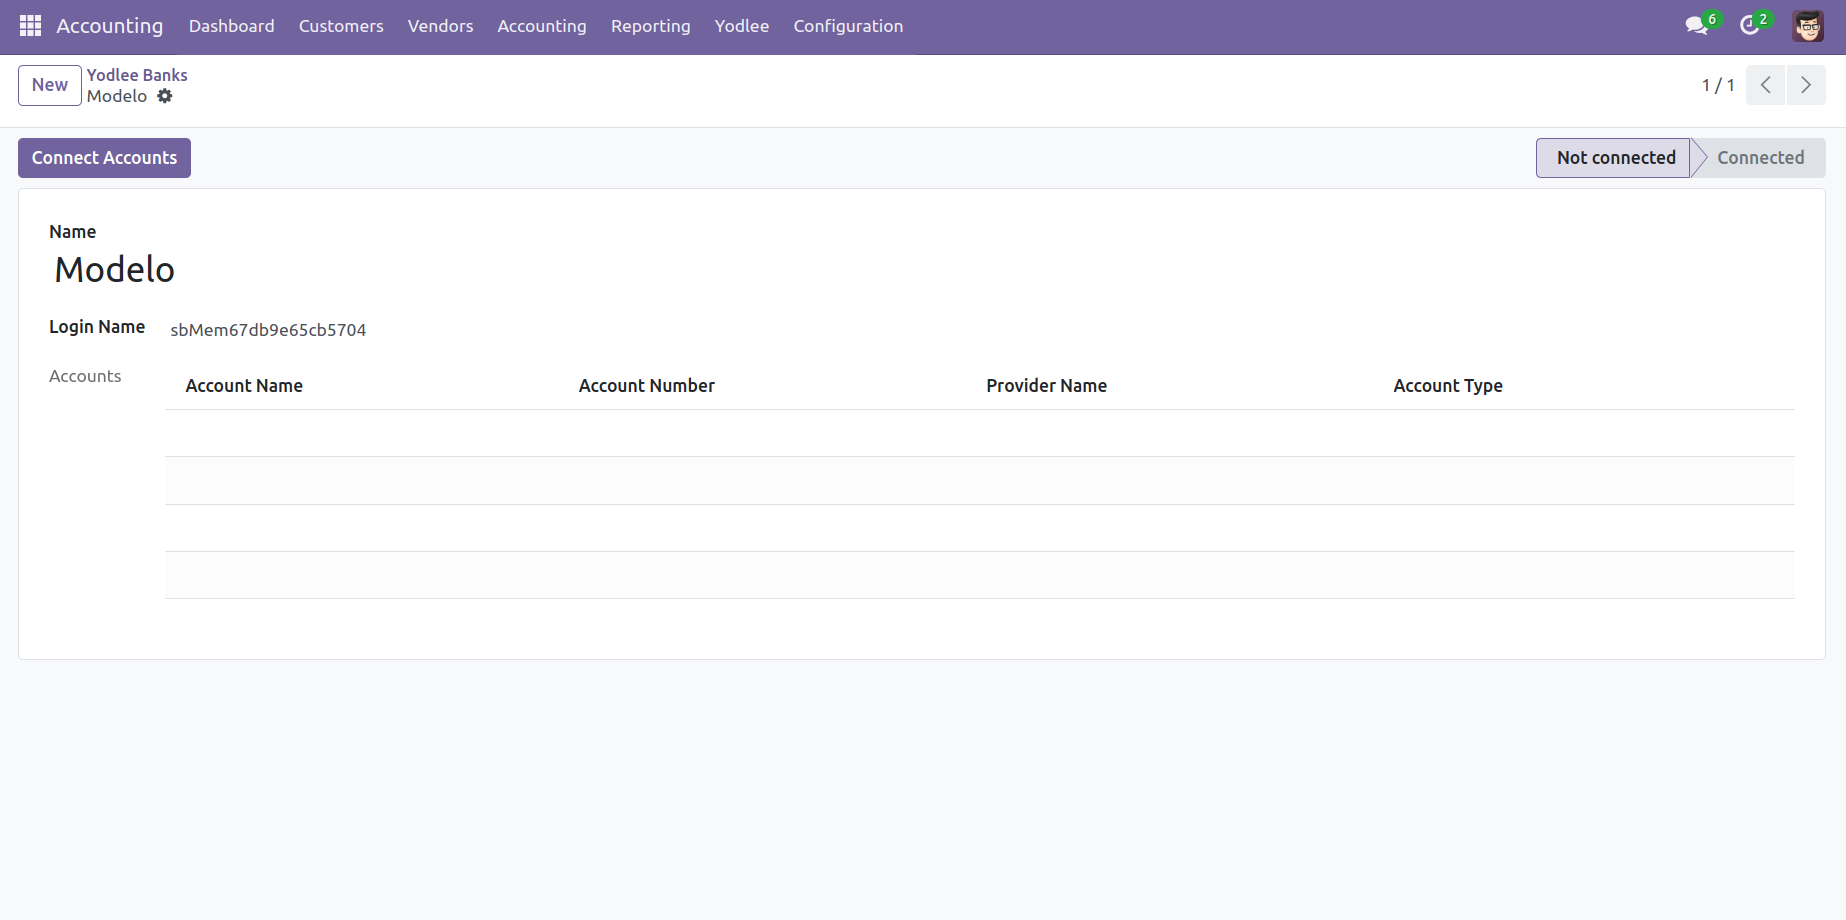 Accounting Dashboard Customers Vendors Accounting Reporting Yodlee Configuration 6 2
New Yodlee Banks
Modelo
1 / 1
Connect Accounts Not connected Connected
Name
Modelo
Login Name sbMem67db9e65cb5704
Accounts
Account Name Account Number Provider Name Account Type